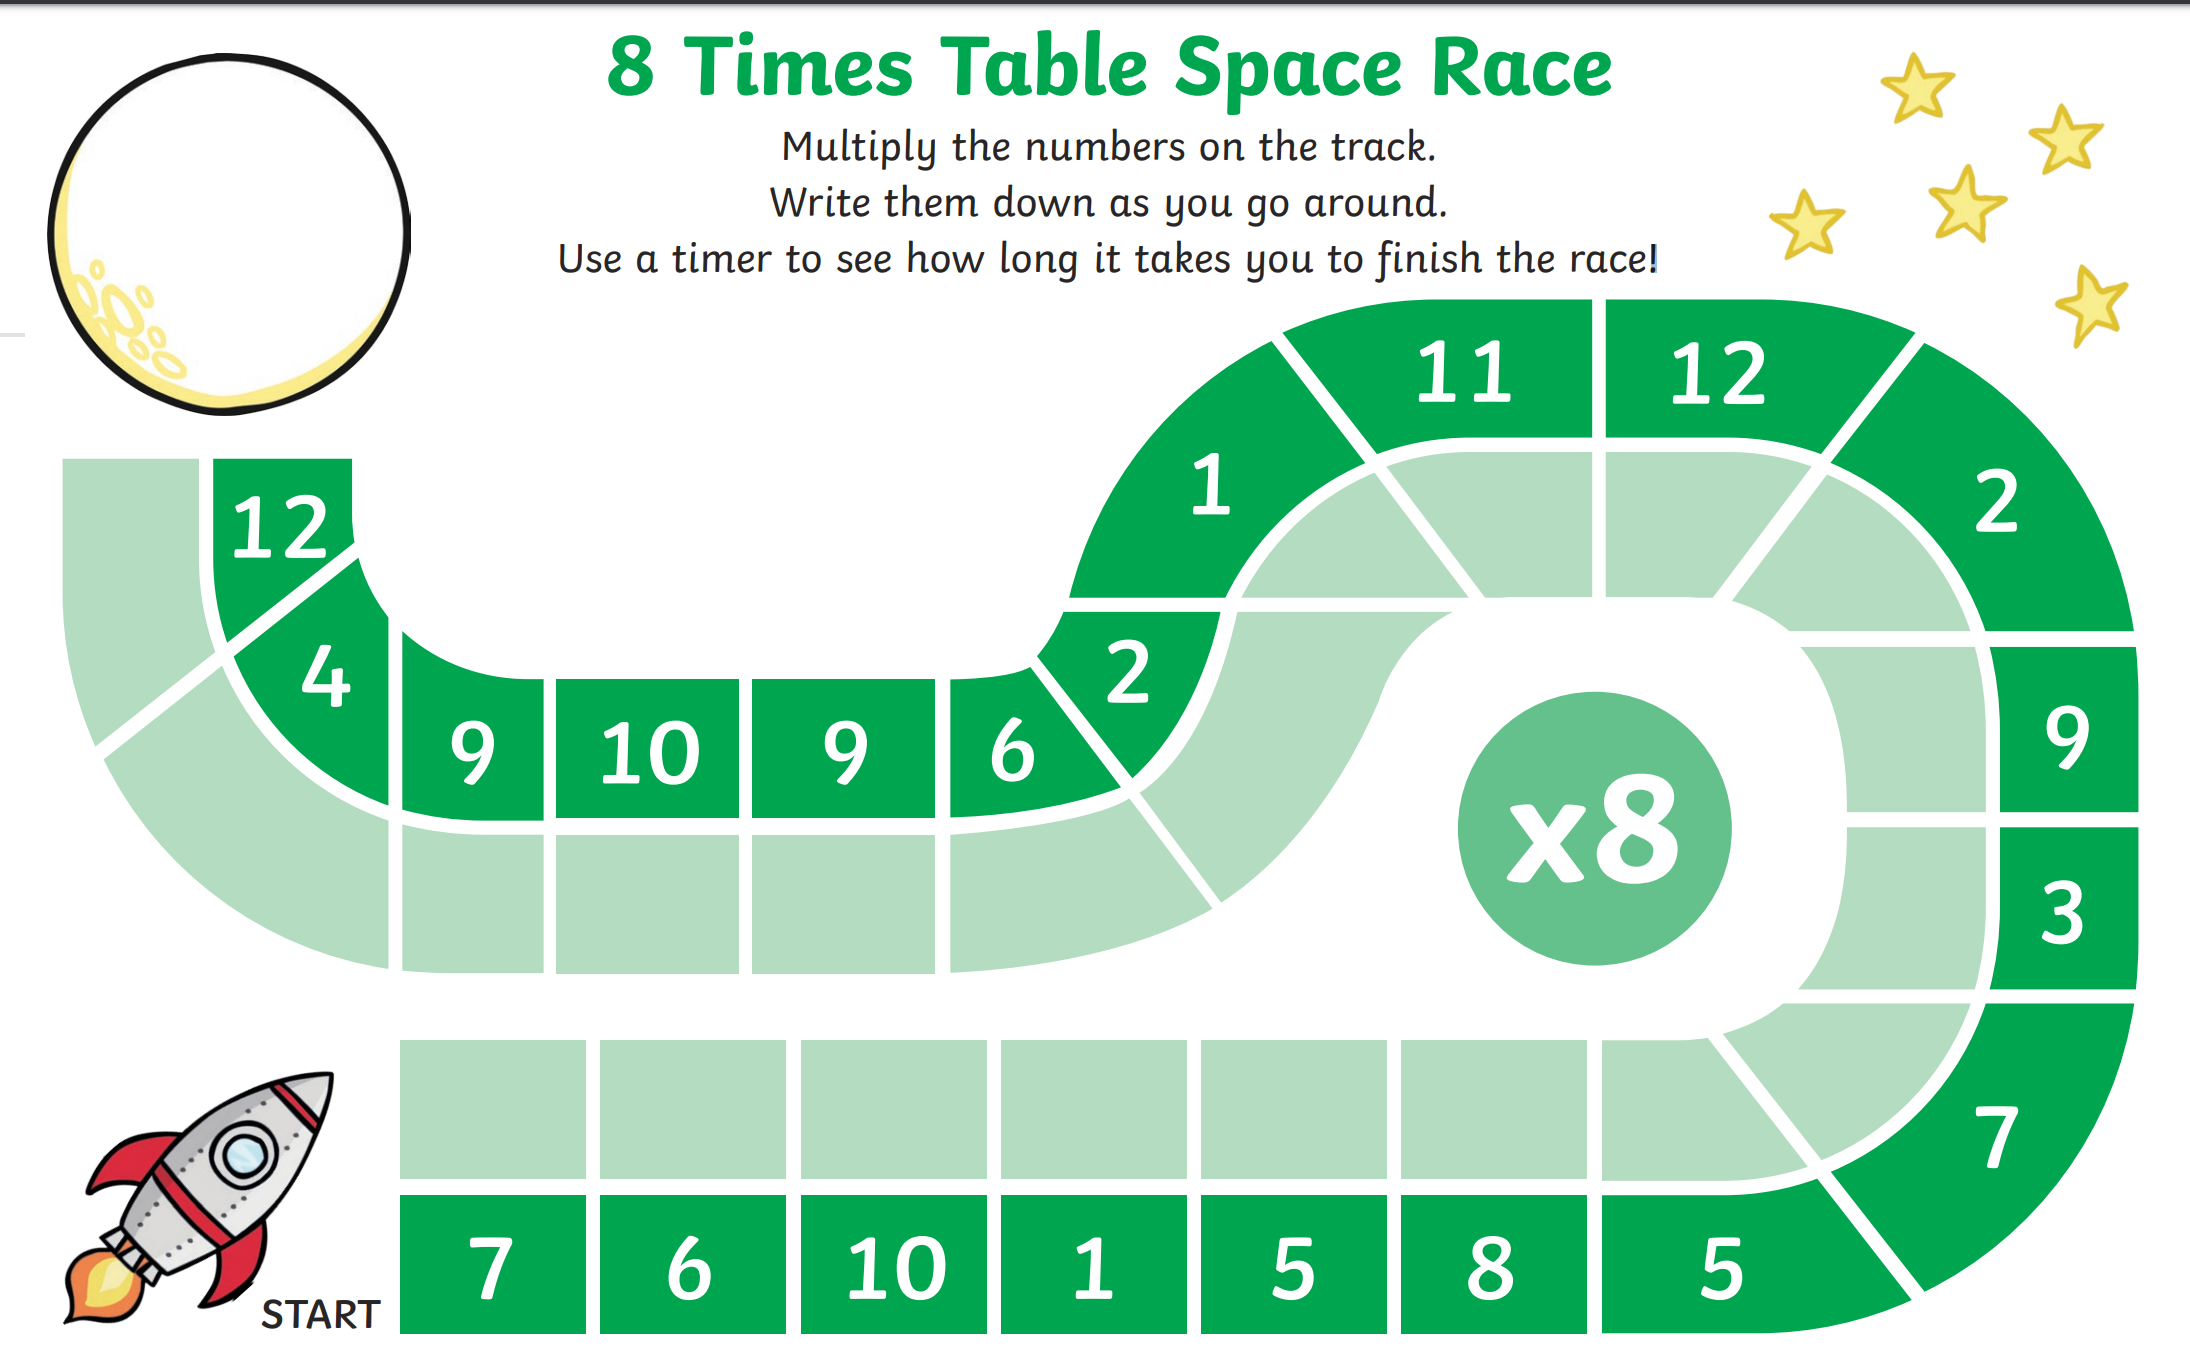 8 Times Table Space Race
Multiply the numbers on the track.
Write them down as you go around.
Use a timer to see how long it takes you to finish the race!
11 12
1 2
12
4 9 10 9 6 2
9
x8
3
7
START 7 6 10 1 5 8 5